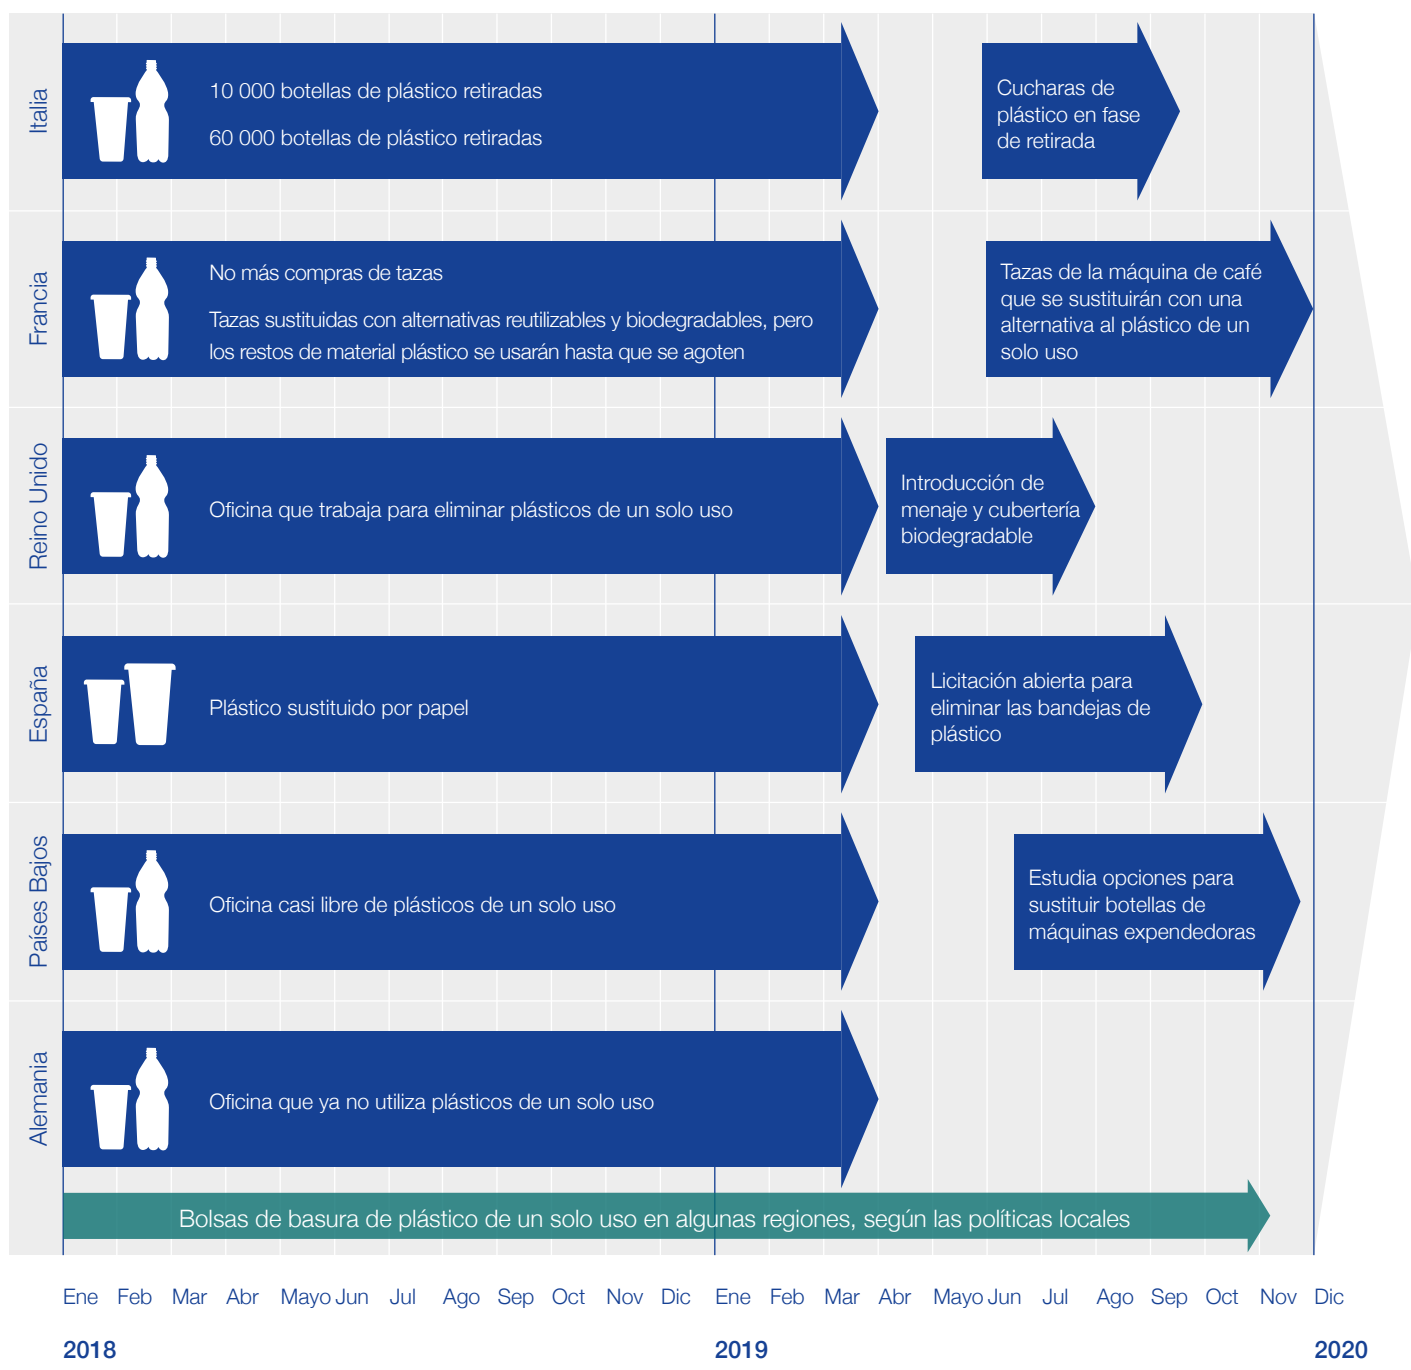 Italia
10 000 botellas de plástico retiradas
60 000 botellas de plástico retiradas
Cucharas de
plástico en fase
de retirada
Francia
No más compras de tazas
Tazas sustituidas con alternativas reutilizables y biodegradables, pero
los restos de material plástico se usarán hasta que se agoten
Tazas de la máquina de café
que se sustituirán con una
alternativa al plástico de un
solo uso
Reino Unido
Oficina que trabaja para eliminar plásticos de un solo uso
Introducción de
menaje y cubertería
biodegradable
España
Plástico sustituido por papel
Licitación abierta para
eliminar las bandejas de
plástico
Países Bajos
Oficina casi libre de plásticos de un solo uso
Estudia opciones para
sustituir botellas de
máquinas expendedoras
Alemania
Oficina que ya no utiliza plásticos de un solo uso
Bolsas de basura de plástico de un solo uso en algunas regiones, según las políticas locales
Ene Feb Mar Abr Mayo Jun Jul Ago Sep Oct Nov Dic Ene Feb Mar Abr Mayo Jun Jul Ago Sep Oct Nov Dic
2018 2019 2020